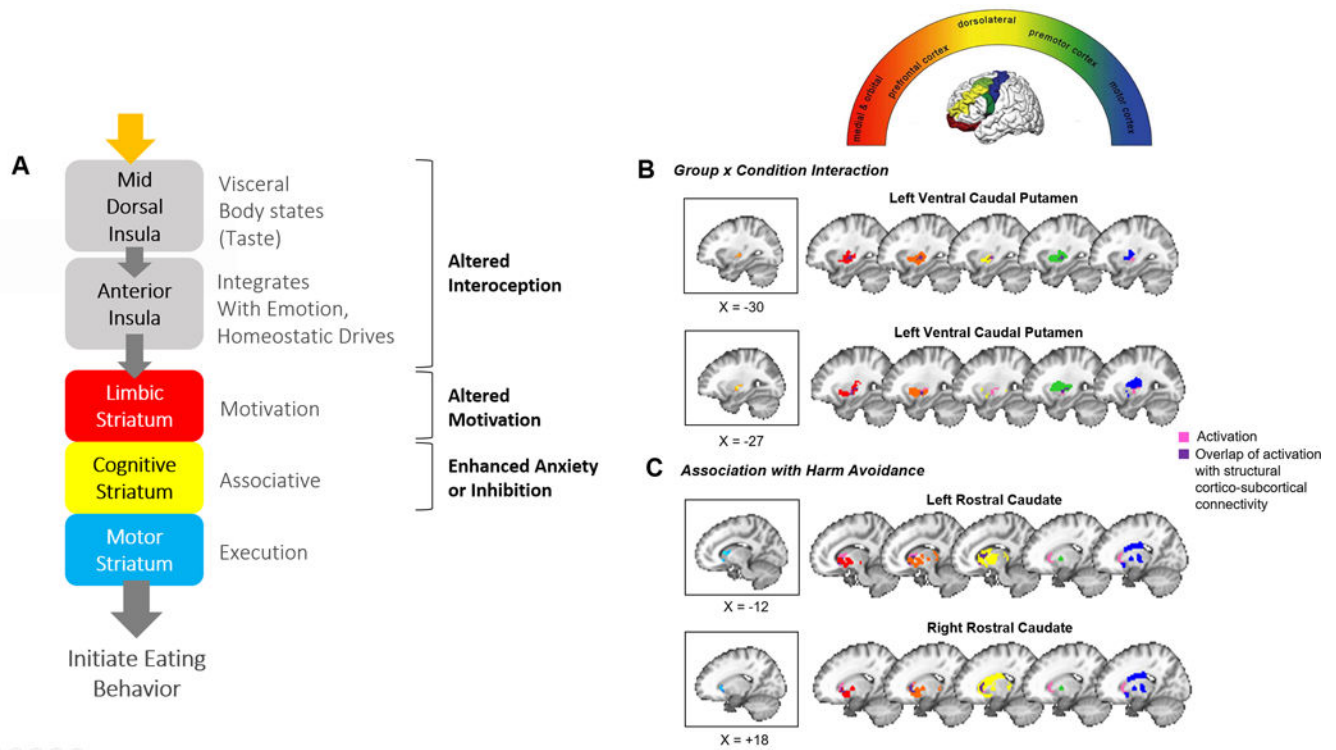 dorsolateral
prefrontal cortex
premotor cortex
medial & orbital
motor cortex
A
Mid
Dorsal
Insula
Visceral
Body states
(Taste)
Anterior
Insula
Integrates
With Emotion,
Homeostatic Drives
Altered
Interoception
Limbic
Striatum
Motivation
Altered
Motivation
Cognitive
Striatum
Associative
Enhanced Anxiety
or Inhibition
Motor
Striatum
Execution
Initiate Eating
Behavior
B Group x Condition Interaction
Left Ventral Caudal Putamen
X = -30
Left Ventral Caudal Putamen
X = -27
Activation
Overlap of activation
with structural
cortico-subcortical
connectivity
C Association with Harm Avoidance
Left Rostral Caudate
X = -12
Right Rostral Caudate
X = +18